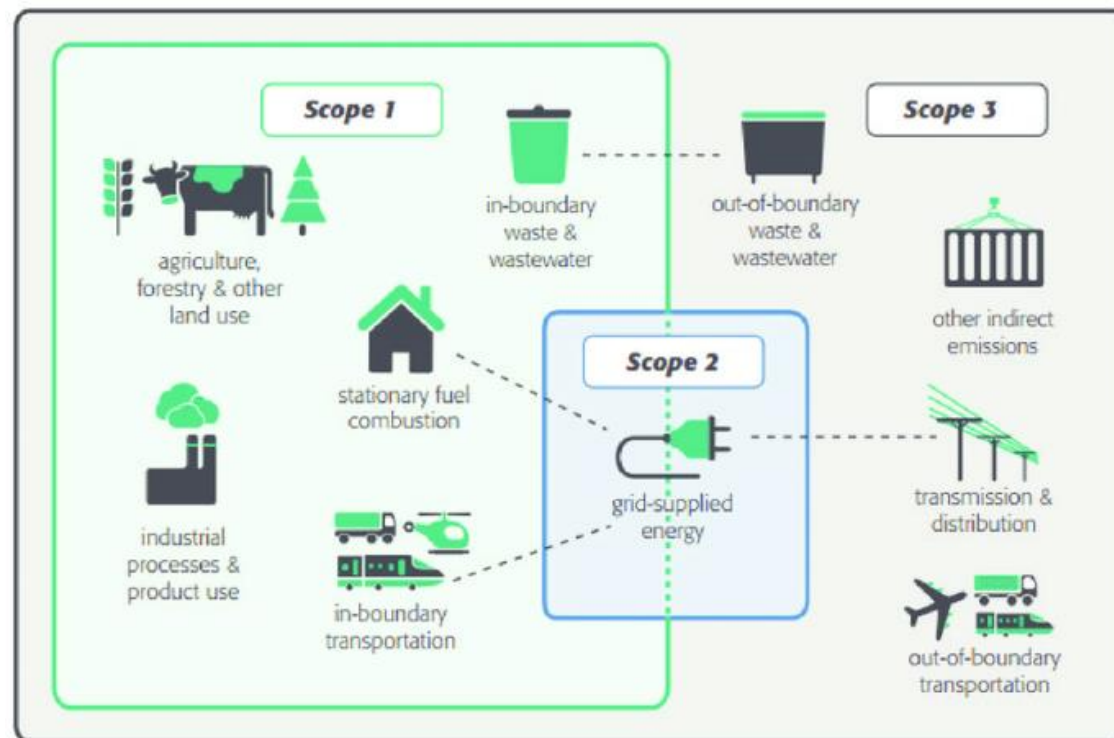 Scope 1
Scope 3
in-boundary
waste &
wastewater
out-of-boundary
waste &
wastewater
agriculture,
forestry & other
land use
other indirect
emissions
Scope 2
stationary fuel
combustion
grid-supplied
energy
transmission &
distribution
industrial
processes &
product use
in-boundary
transportation
out-of-boundary
transportation